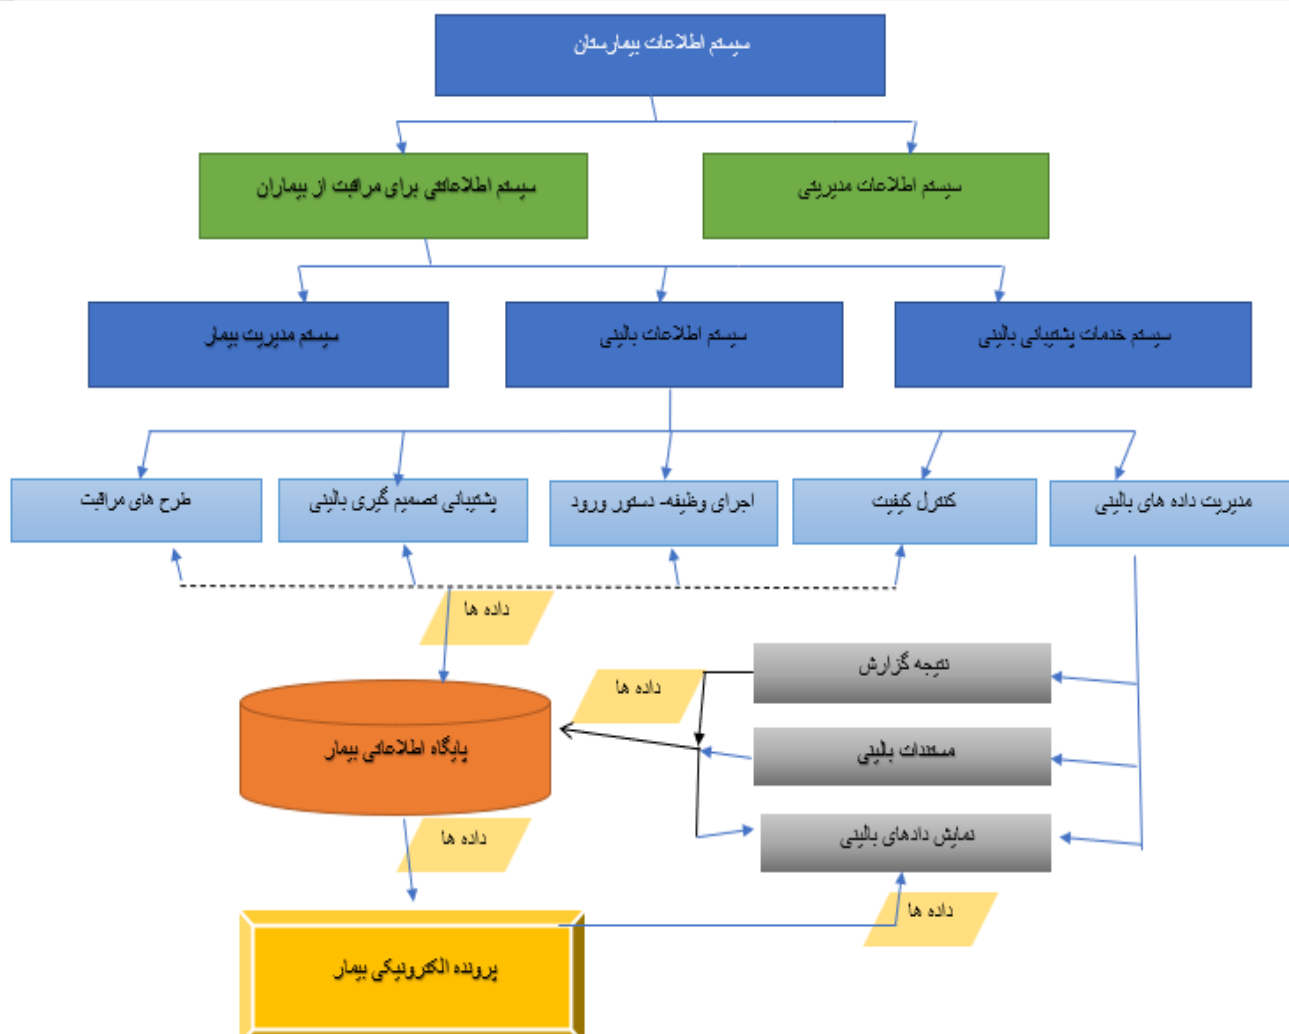 سیستم اطلاعات بیمارستان
سیستم اطلاعات مدیریتی
سیستم اطلاعاتی برای مراقبت از بیماران
سیستم خدمات پشتیبانی بالینی
سیستم اطلاعات بالینی
سیستم مدیریت بیمار
مدیریت داده های بالینی
کنترل کیفیت
اجرای وظیفه- دستور ورود
پشتیبانی تصمیم گیری بالینی
طرح های مراقبت
داده ها
نتیجه گزارش
داده ها
مستندات بالینی
پایگاه اطلاعاتی بیمار
نمایش دادهای بالینی
داده ها
داده ها
پرونده الکترونیکی بیمار